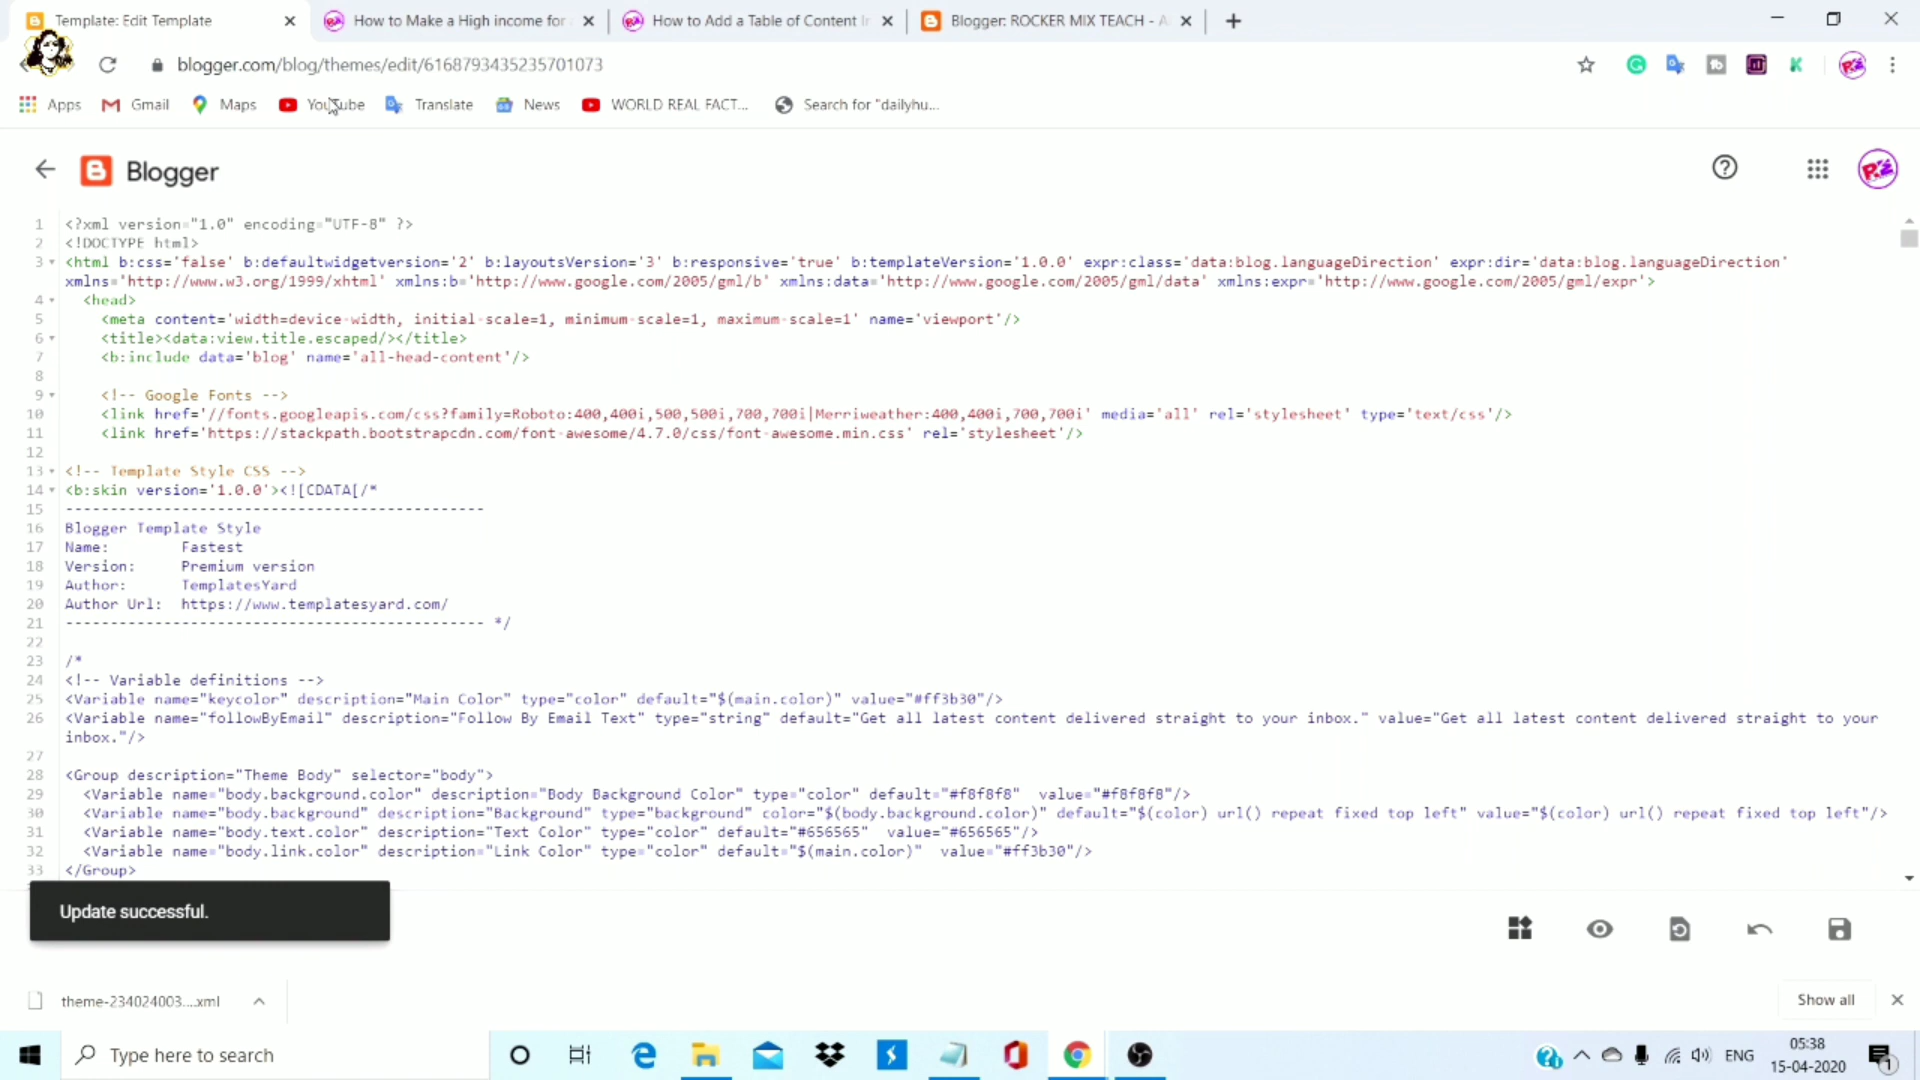 Template: Edit Template
How to Make a High income for
How to Add a Table of Content In
Blogger: ROCKER MIX TEACH - A
blogger.com/blog/themes/edit/6168793435235701073
Apps Gmail Maps YouTube Translate News WORLD REAL FACT... Search for "dailyhu...
Blogger
1 <?xml version="1.0" encoding="UTF-8" ?>
2 <!DOCTYPE html>
3 <html b:css='false' b:defaultwidgetversion='2' b:layoutsVersion='3' b:responsive='true' b:templateVersion='1.0.0' expr:class='data:blog.languageDirection' expr:dir='data:blog.languageDirection'
xmlns='http://www.w3.org/1999/xhtml' xmlns:b='http://www.google.com/2005/gml/b' xmlns:data='http://www.google.com/2005/gml/data' xmlns:expr='http://www.google.com/2005/gml/expr'>
4 <head>
5 <meta content='width=device-width, initial-scale=1, minimum-scale=1, maximum-scale=1' name='viewport'/>
6 <title><data:view.title.escaped/></title>
7 <b:include data='blog' name='all-head-content'/>
8
9 <!-- Google Fonts -->
10 <link href='//fonts.googleapis.com/css?family=Roboto:400,400i,500,500i,700,700i|Merriweather:400,400i,700,700i' media='all' rel='stylesheet' type='text/css'/>
11 <link href='https://stackpath.bootstrapcdn.com/font-awesome/4.7.0/css/font-awesome.min.css' rel='stylesheet'/>
12
13 <!-- Template Style CSS -->
14 <b:skin version='1.0.0'><![CDATA[/*
15 -----------------------------------------------
16 Blogger Template Style
17 Name: Fastest
18 Version: Premium version
19 Author: TemplatesYard
20 Author Url: https://www.templatesyard.com/
21 ----------------------------------------------- */
22
23 /*
24 <!-- Variable definitions -->
25 <Variable name="keycolor" description="Main Color" type="color" default="$(main.color)" value="#ff3b30"/>
26 <Variable name="followByEmail" description="Follow By Email Text" type="string" default="Get all latest content delivered straight to your inbox." value="Get all latest content delivered straight to your
inbox."/>
27
28 <Group description="Theme Body" selector="body">
29 <Variable name="body.background.color" description="Body Background Color" type="color" default="#f8f8f8" value="#f8f8f8"/>
30 <Variable name="body.background" description="Background" type="background" color="$(body.background.color)" default="$(color) url() repeat fixed top left" value="$(color) url() repeat fixed top left"/>
31 <Variable name="body.text.color" description="Text Color" type="color" default="#656565" value="#656565"/>
32 <Variable name="body.link.color" description="Link Color" type="color" default="$(main.color)" value="#ff3b30"/>
33 </Group>
Update successful.
theme-234024003....xml
Show all
Type here to search
ENG
05:38
15-04-2020
1